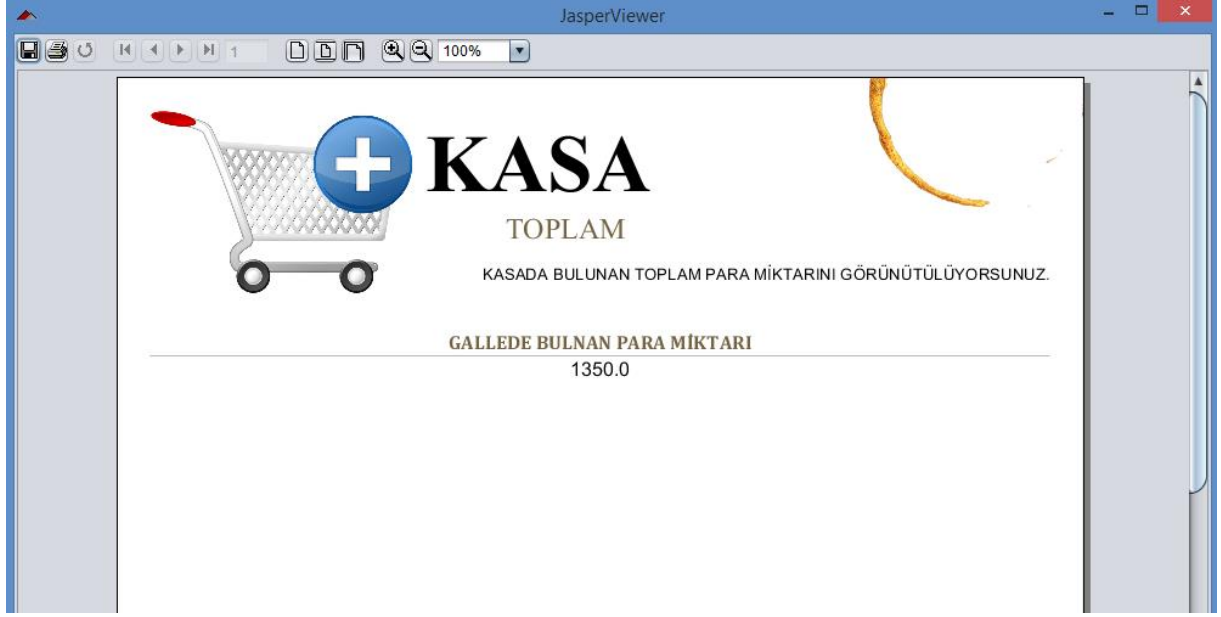 JasperViewer
1
100%
KASA
TOPLAM
KASADA BULUNAN TOPLAM PARA MİKTARINI GÖRÜNÜTÜLÜYORSUNUZ.
GALLEDE BULNAN PARA MİKTARI
1350.0